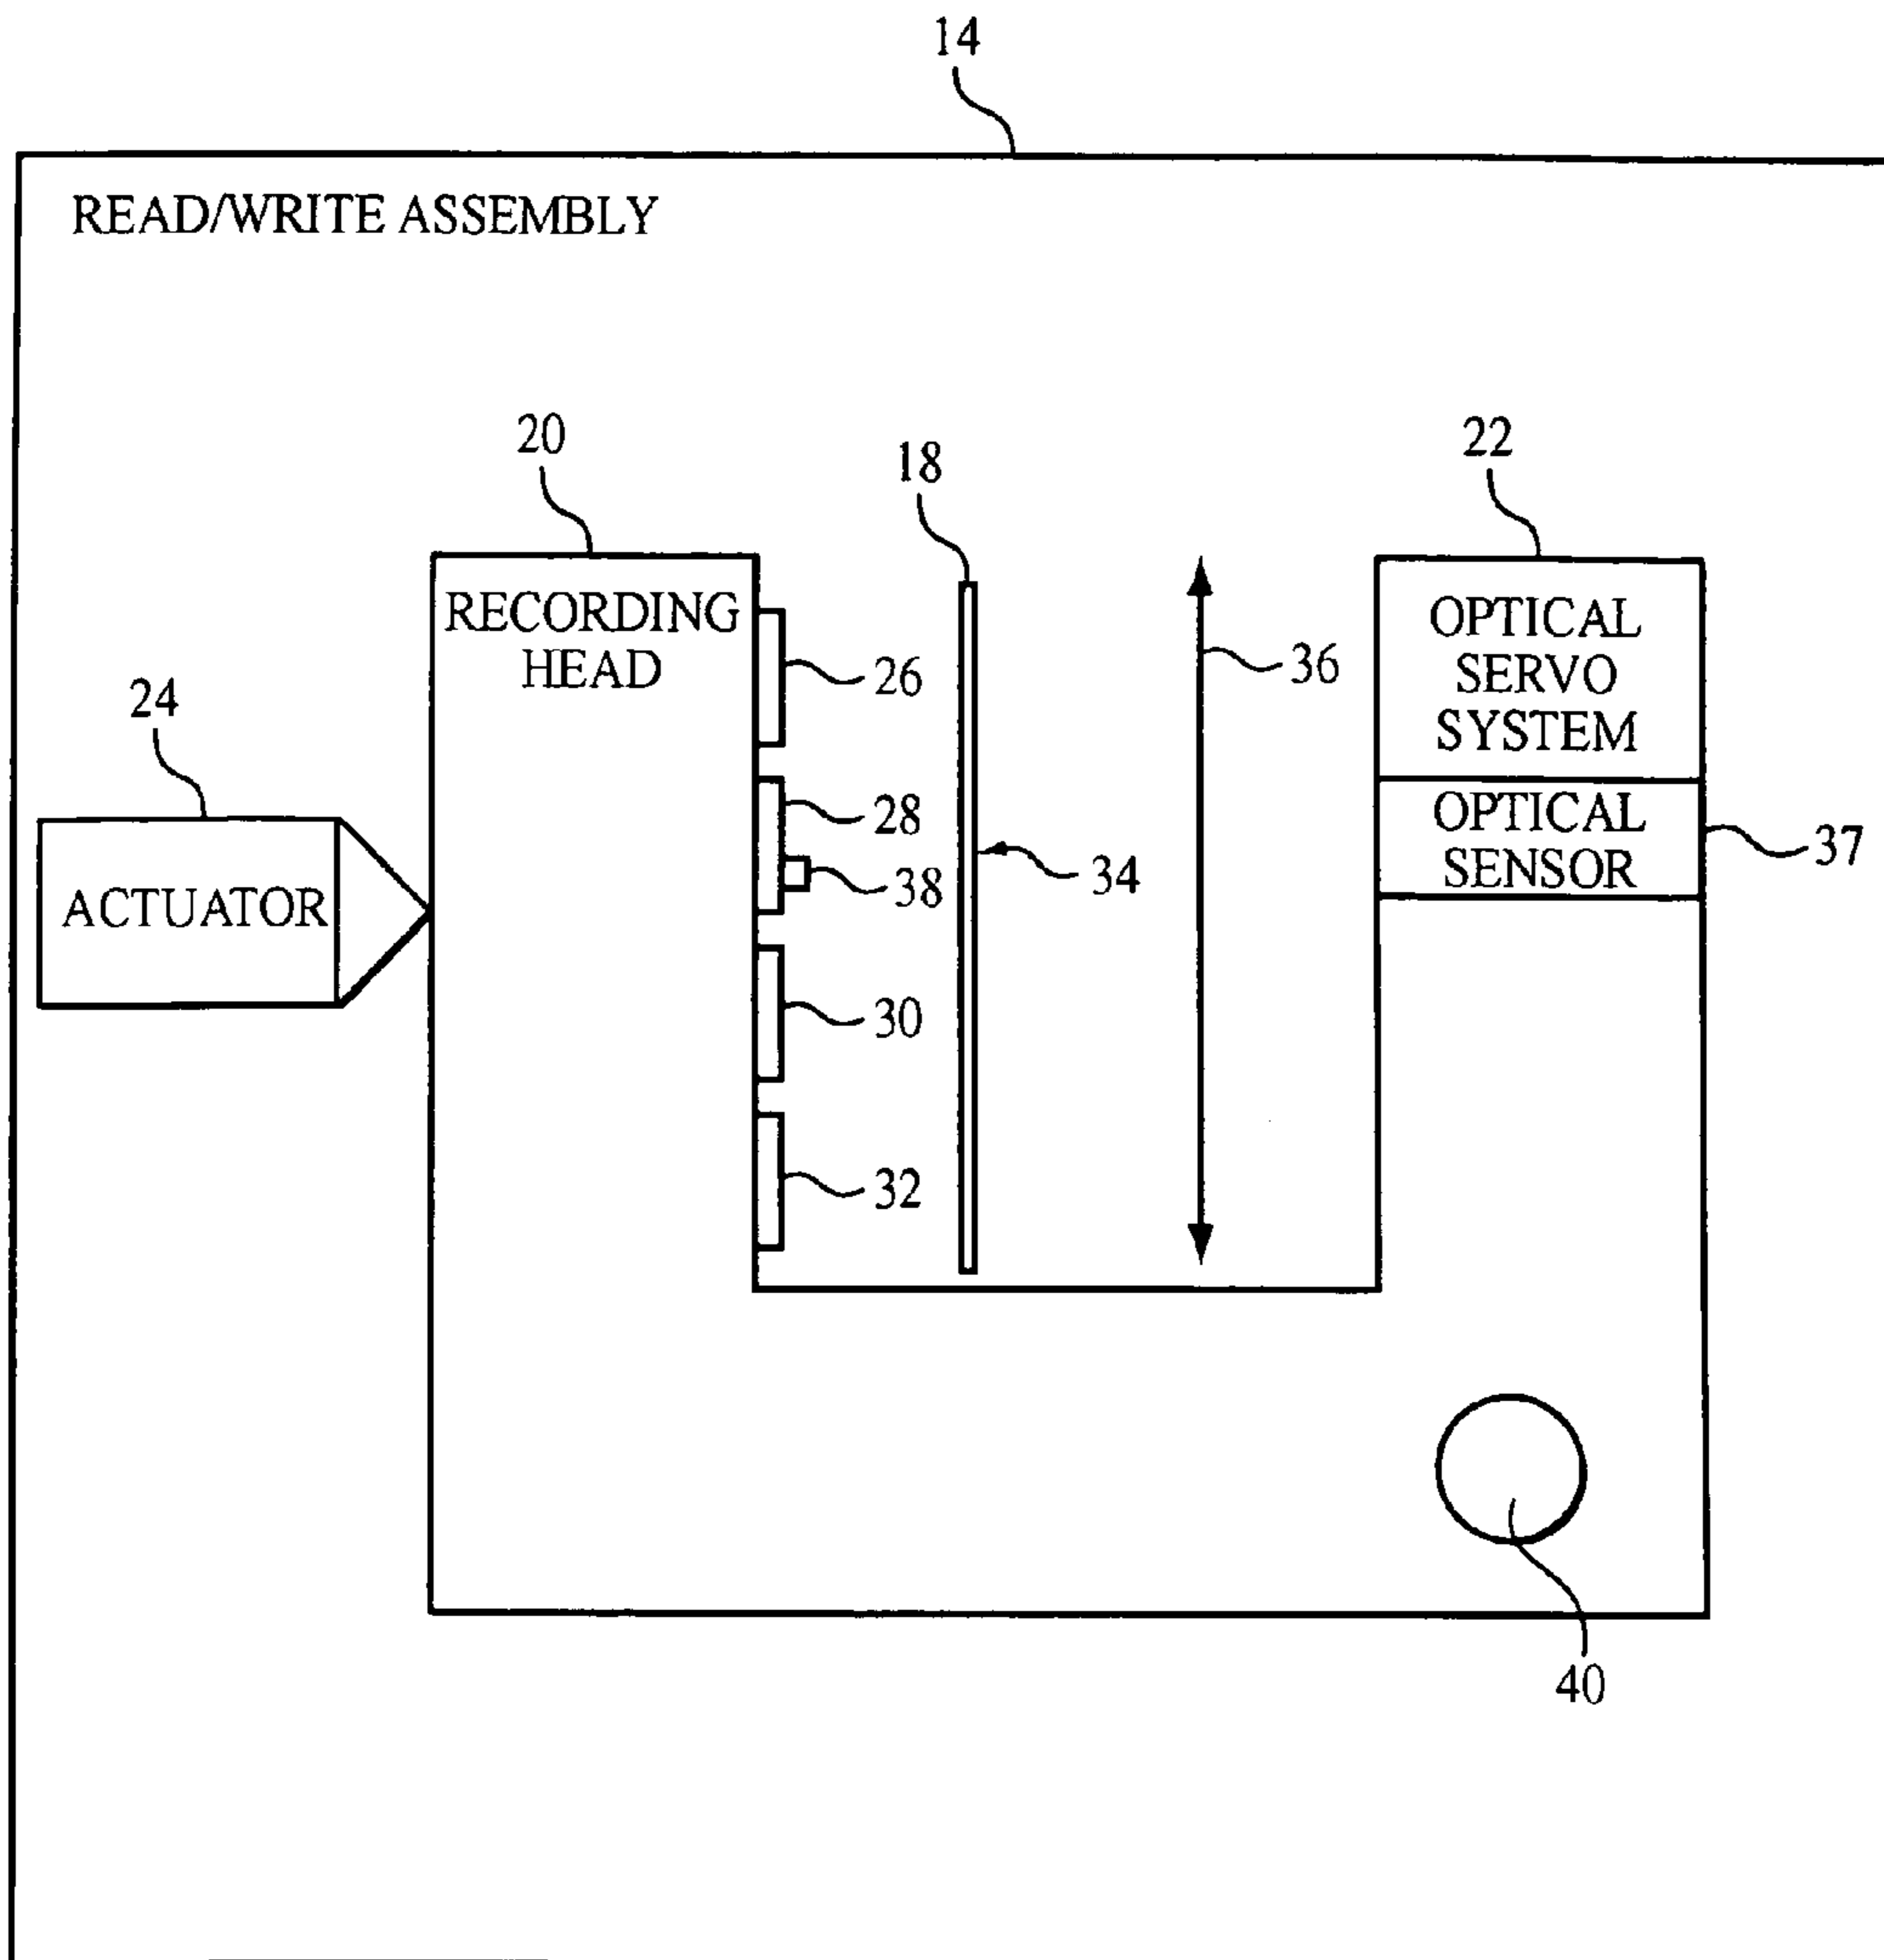 14
READ/WRITE ASSEMBLY
20
18
22
RECORDING
HEAD
OPTICAL
SERVO
SYSTEM
36
26
24
28
OPTICAL
SENSOR
37
34
38
ACTUATOR
30
32
40